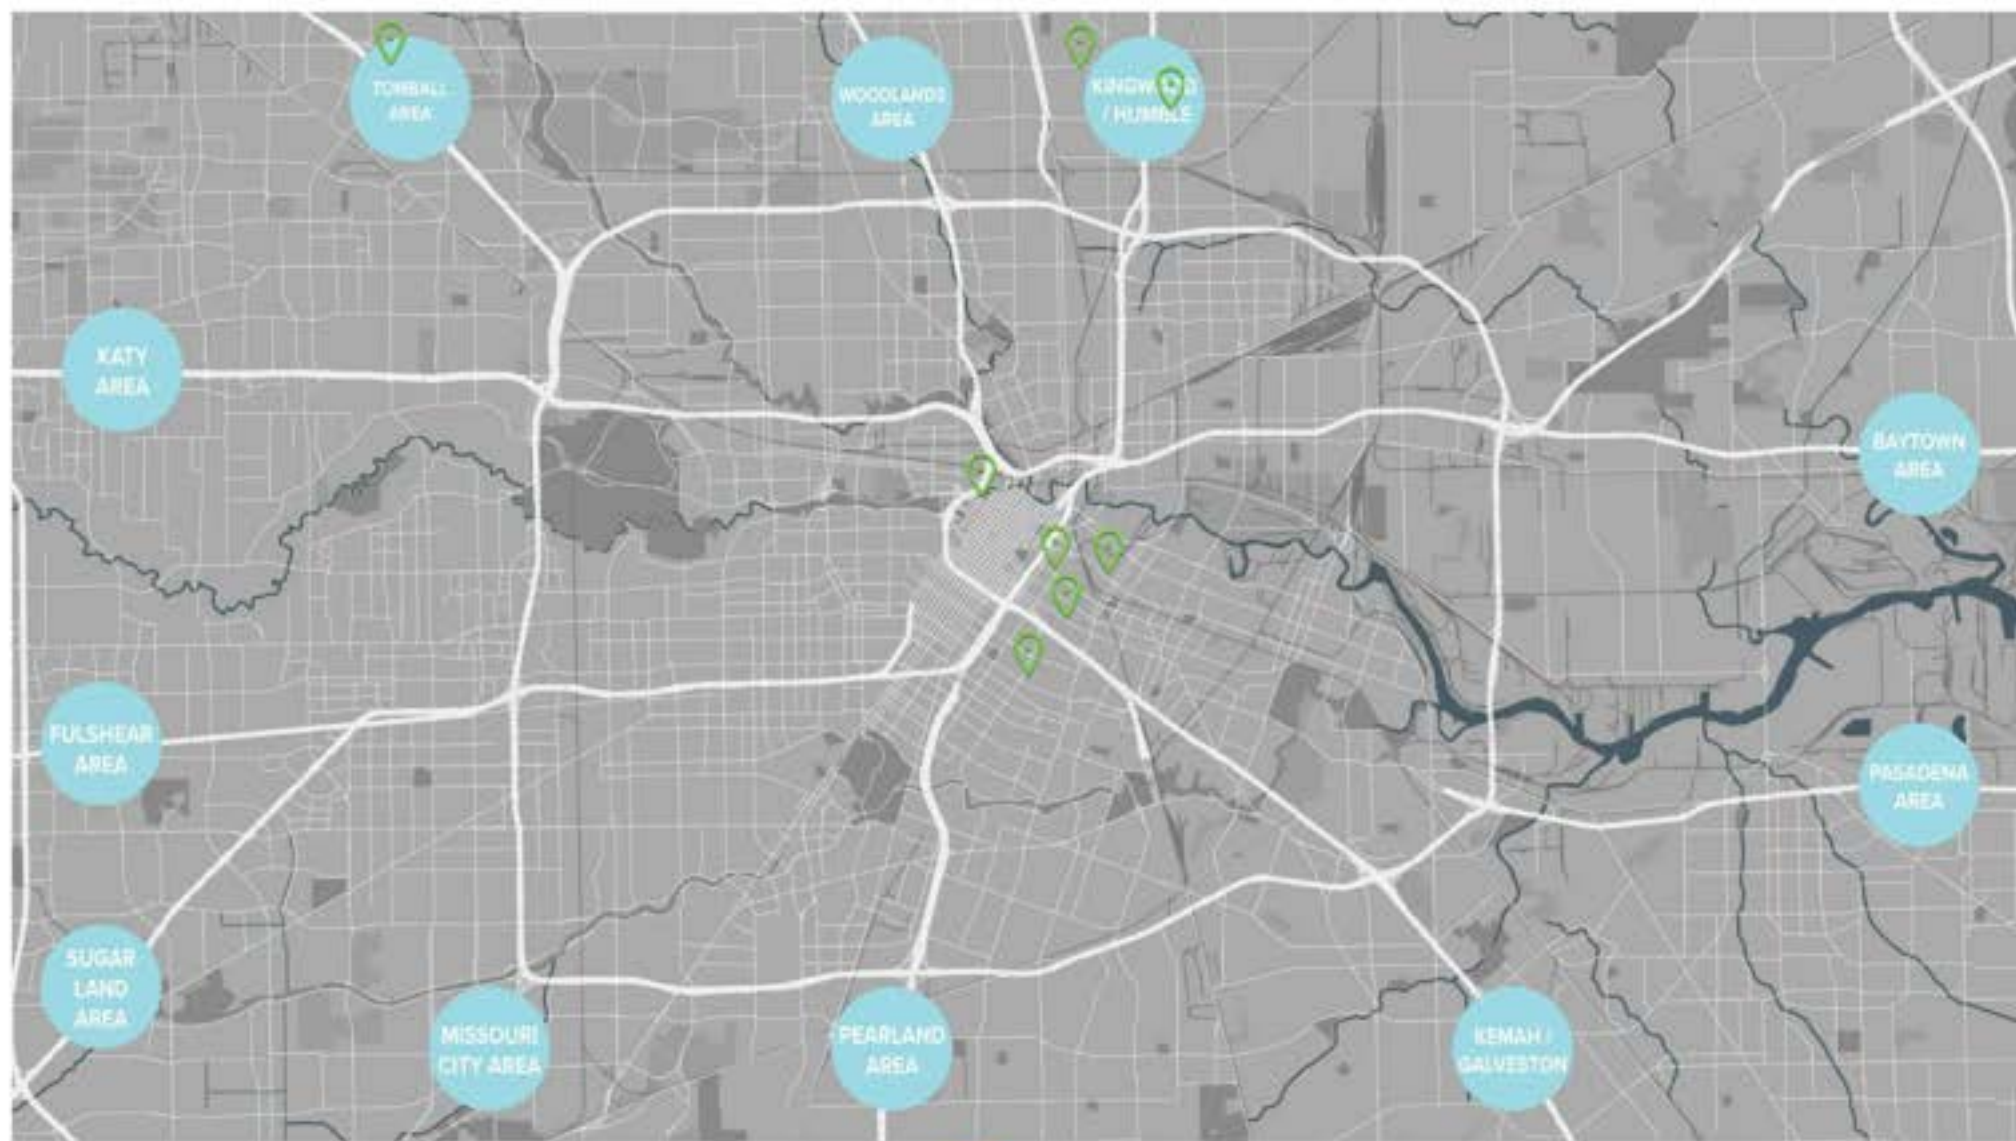 TOMBALL
AREA
WOODLANDS
AREA
/ HUMBLE
KATY
AREA
BAYTOWN
AREA
FULSHEAR
AREA
PASADENA
AREA
SUGAR
LAND
AREA
MISSOURI
CITY AREA
PEARLAND
AREA
KEMAH /
GALVESTON